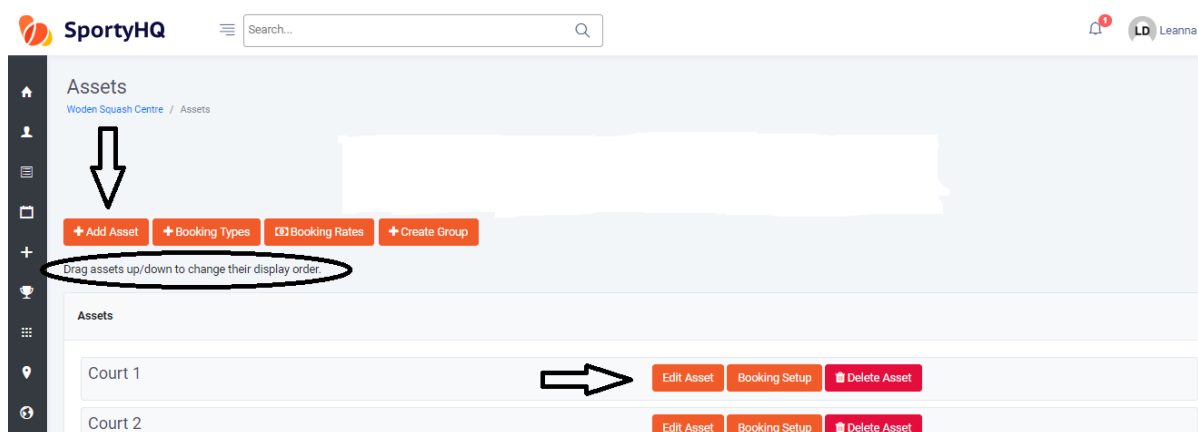 SportyHQ
Search...
1
LD Leanna
Assets
Woden Squash Centre / Assets
+ Add Asset + Booking Types Booking Rates + Create Group
Drag assets up/down to change their display order.
Assets
Court 1 Edit Asset Booking Setup Delete Asset
Court 2 Edit Asset Booking Setup Delete Asset